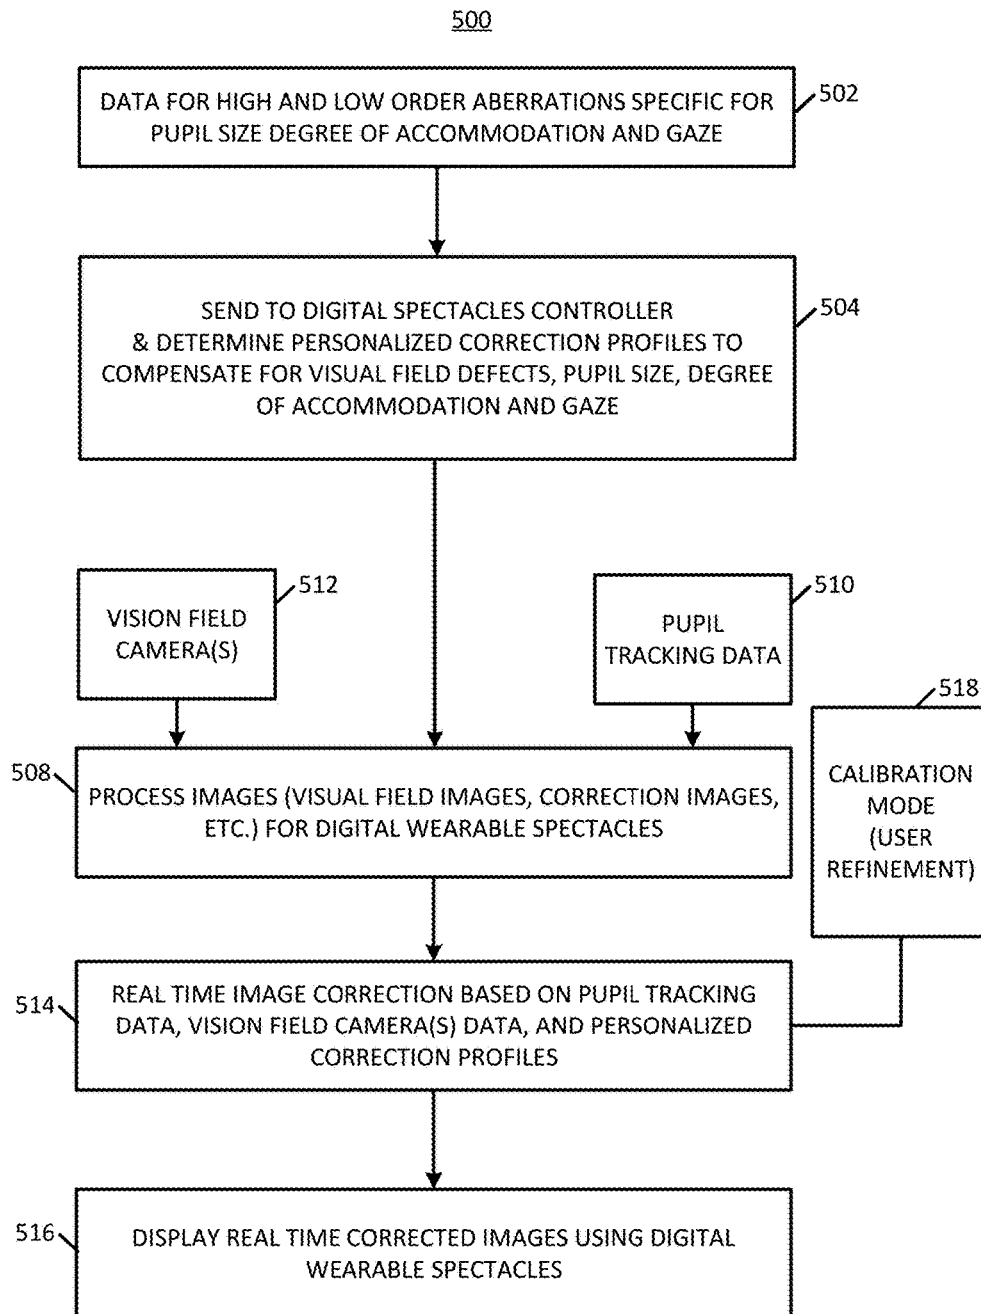 500
DATA FOR HIGH AND LOW ORDER ABERRATIONS SPECIFIC FOR
PUPIL SIZE DEGREE OF ACCOMMODATION AND GAZE
502
SEND TO DIGITAL SPECTACLES CONTROLLER
& DETERMINE PERSONALIZED CORRECTION PROFILES TO
COMPENSATE FOR VISUAL FIELD DEFECTS, PUPIL SIZE, DEGREE
OF ACCOMMODATION AND GAZE
504
VISION FIELD
CAMERA(S)
512
PUPIL
TRACKING DATA
510
508
PROCESS IMAGES (VISUAL FIELD IMAGES, CORRECTION IMAGES,
ETC.) FOR DIGITAL WEARABLE SPECTACLES
518
CALIBRATION
MODE
(USER
REFINEMENT)
514
REAL TIME IMAGE CORRECTION BASED ON PUPIL TRACKING
DATA, VISION FIELD CAMERA(S) DATA, AND PERSONALIZED
CORRECTION PROFILES
516
DISPLAY REAL TIME CORRECTED IMAGES USING DIGITAL
WEARABLE SPECTACLES